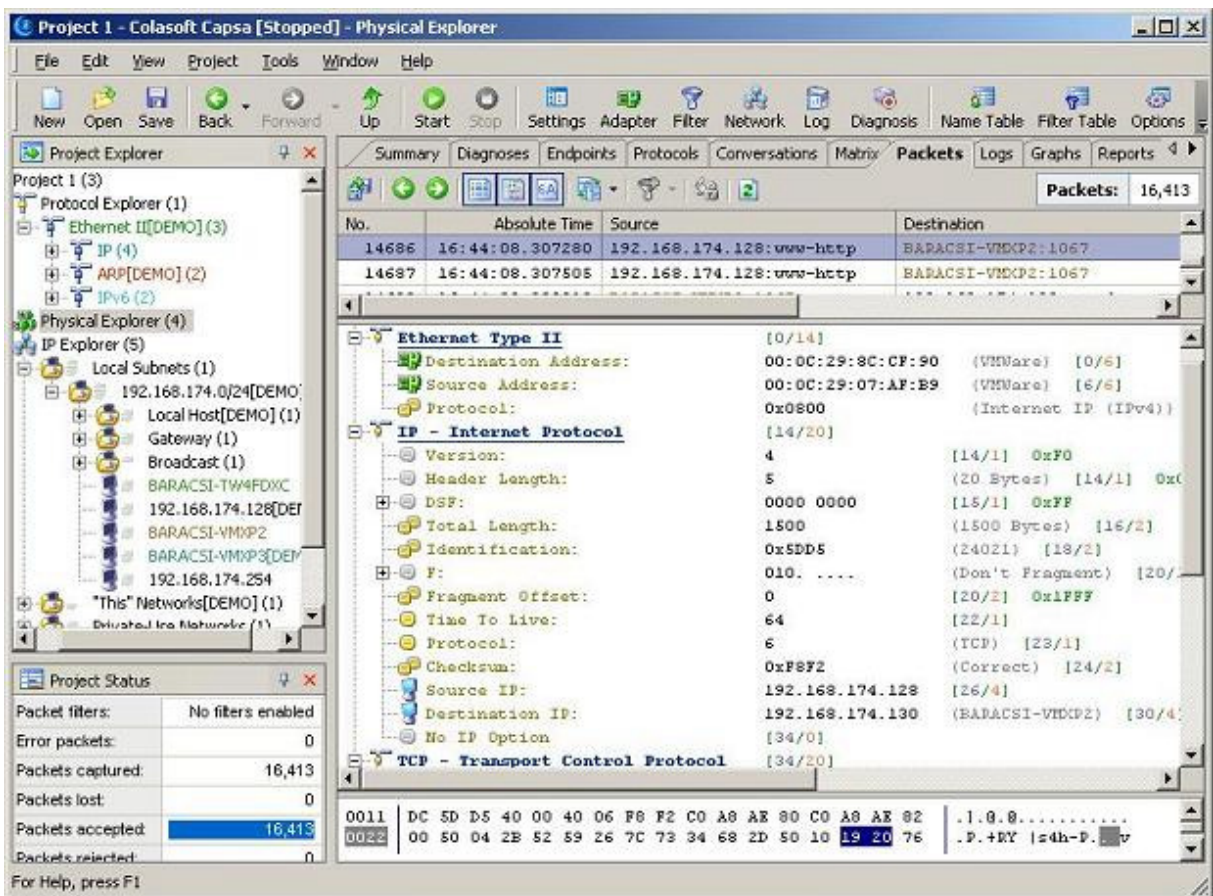 Project 1 - Colasoft Capsa [Stopped] - Physical Explorer
File Edit View Project Tools Window Help
New Open Save Back Forward Up Start Stop Settings Adapter Filter Network Log Diagnosis Name Table Filter Table Options
Project Explorer
Project 1 (3)
Protocol Explorer (1)
Ethernet II[DEMO] (3)
IP (4)
ARP[DEMO] (2)
IPv6 (2)
Physical Explorer (4)
IP Explorer (5)
Local Subnets (1)
192.168.174.0/24[DEMO
Local Host[DEMO] (1)
Gateway (1)
Broadcast (1)
BARACSI-TW4FDXC
192.168.174.128[DEM
BARACSI-VMXP2
BARACSI-VMXP3[DEM
192.168.174.254
"This" Networks[DEMO] (1)
Private-Use Networks (1)
Project Status
Packet filters: No filters enabled
Error packets: 0
Packets captured: 16,413
Packets lost: 0
Packets accepted: 16,413
Packets rejected: 0
Summary Diagnoses Endpoints Protocols Conversations Matrix Packets Logs Graphs Reports
Packets: 16,413
No. Absolute Time Source Destination
14686 16:44:08.307280 192.168.174.128:www-http BARACSI-VMXP2:1067
14687 16:44:08.307505 192.168.174.128:www-http BARACSI-VMXP2:1067
Ethernet Type II [0/14]
Destination Address: 00:0C:29:8C:CF:90 (VMWare) [0/6]
Source Address: 00:0C:29:07:AF:B9 (VMWare) [6/6]
Protocol: 0x0800 (Internet IP (IPv4))
IP - Internet Protocol [14/20]
Version: 4 [14/1] 0xF0
Header Length: 5 (20 Bytes) [14/1] 0x0
DSF: 0000 0000 [15/1] 0xFF
Total Length: 1500 (1500 Bytes) [16/2]
Identification: 0x5DD5 (24021) [18/2]
F: 010. .... (Don't Fragment) [20/
Fragment Offset: 0 [20/2] 0x1FFF
Time To Live: 64 [22/1]
Protocol: 6 (TCP) [23/1]
Checksum: 0xF8F2 (Correct) [24/2]
Source IP: 192.168.174.128 [26/4]
Destination IP: 192.168.174.130 (BARACSI-VMXP2) [30/4
No IP Option [34/0]
TCP - Transport Control Protocol [34/20]
0011 DC 5D D5 40 00 40 06 F8 F2 C0 A8 AE 80 C0 A8 AE 82 .].@.@...........
0022 00 50 04 2B 52 59 26 7C 73 34 68 2D 50 10 19 20 76 .P.+RY&|s4h-P.. v
For Help, press F1